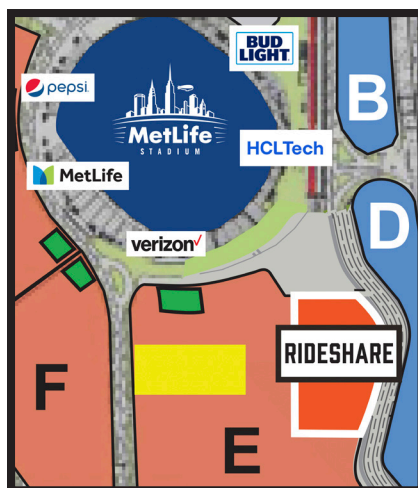 BUD
LIGHT
pepsi
B
MetLife
STADIUM
HCLTech
MetLife
D
verizon
RIDESHARE
F
E